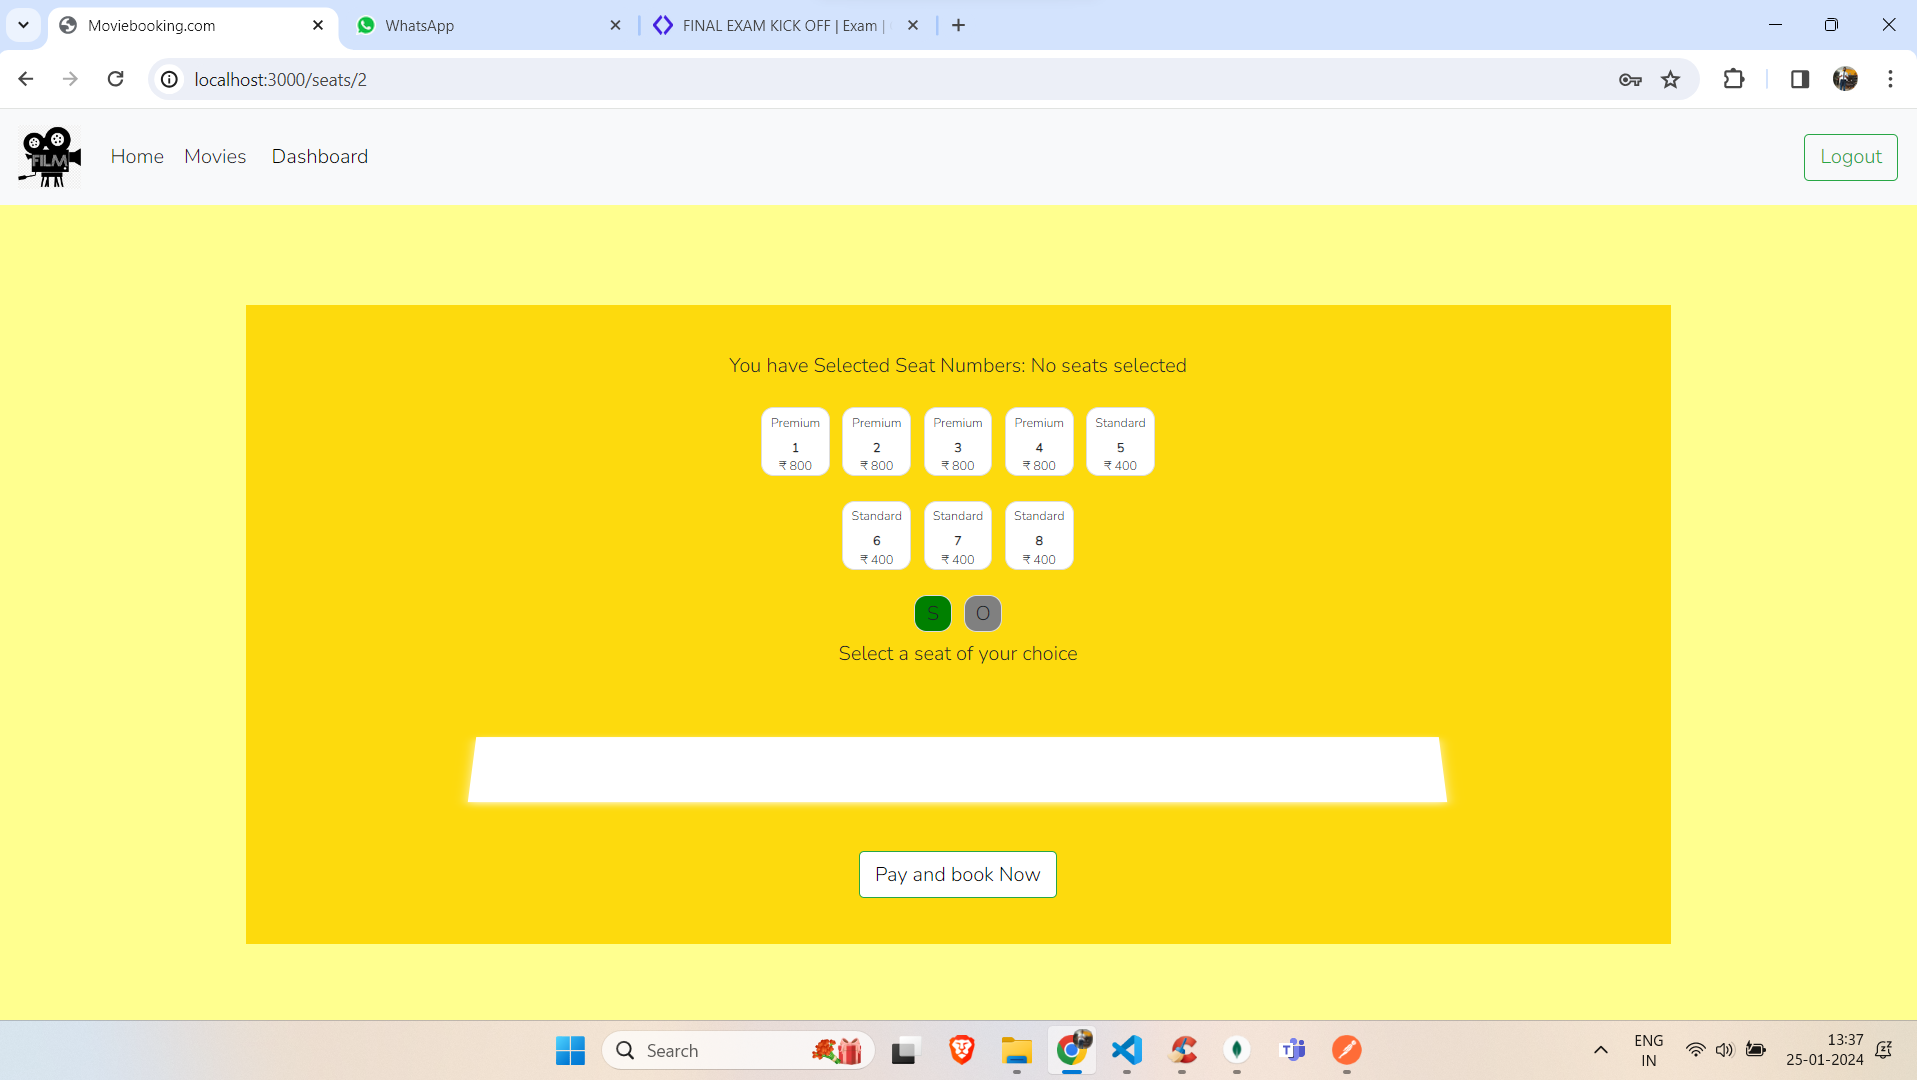 Moviebooking.com
WhatsApp
FINAL EXAM KICK OFF | Exam |
localhost:3000/seats/2
FILM
Home
Movies
Dashboard
Logout
You have Selected Seat Numbers: No seats selected
Premium Premium Premium Premium Standard
1 2 3 4 5
₹ 800 ₹ 800 ₹ 800 ₹ 800 ₹ 400
Standard Standard Standard
6 7 8
₹ 400 ₹ 400 ₹ 400
S O
Select a seat of your choice
Pay and book Now
Search
ENG
IN
13:37
25-01-2024